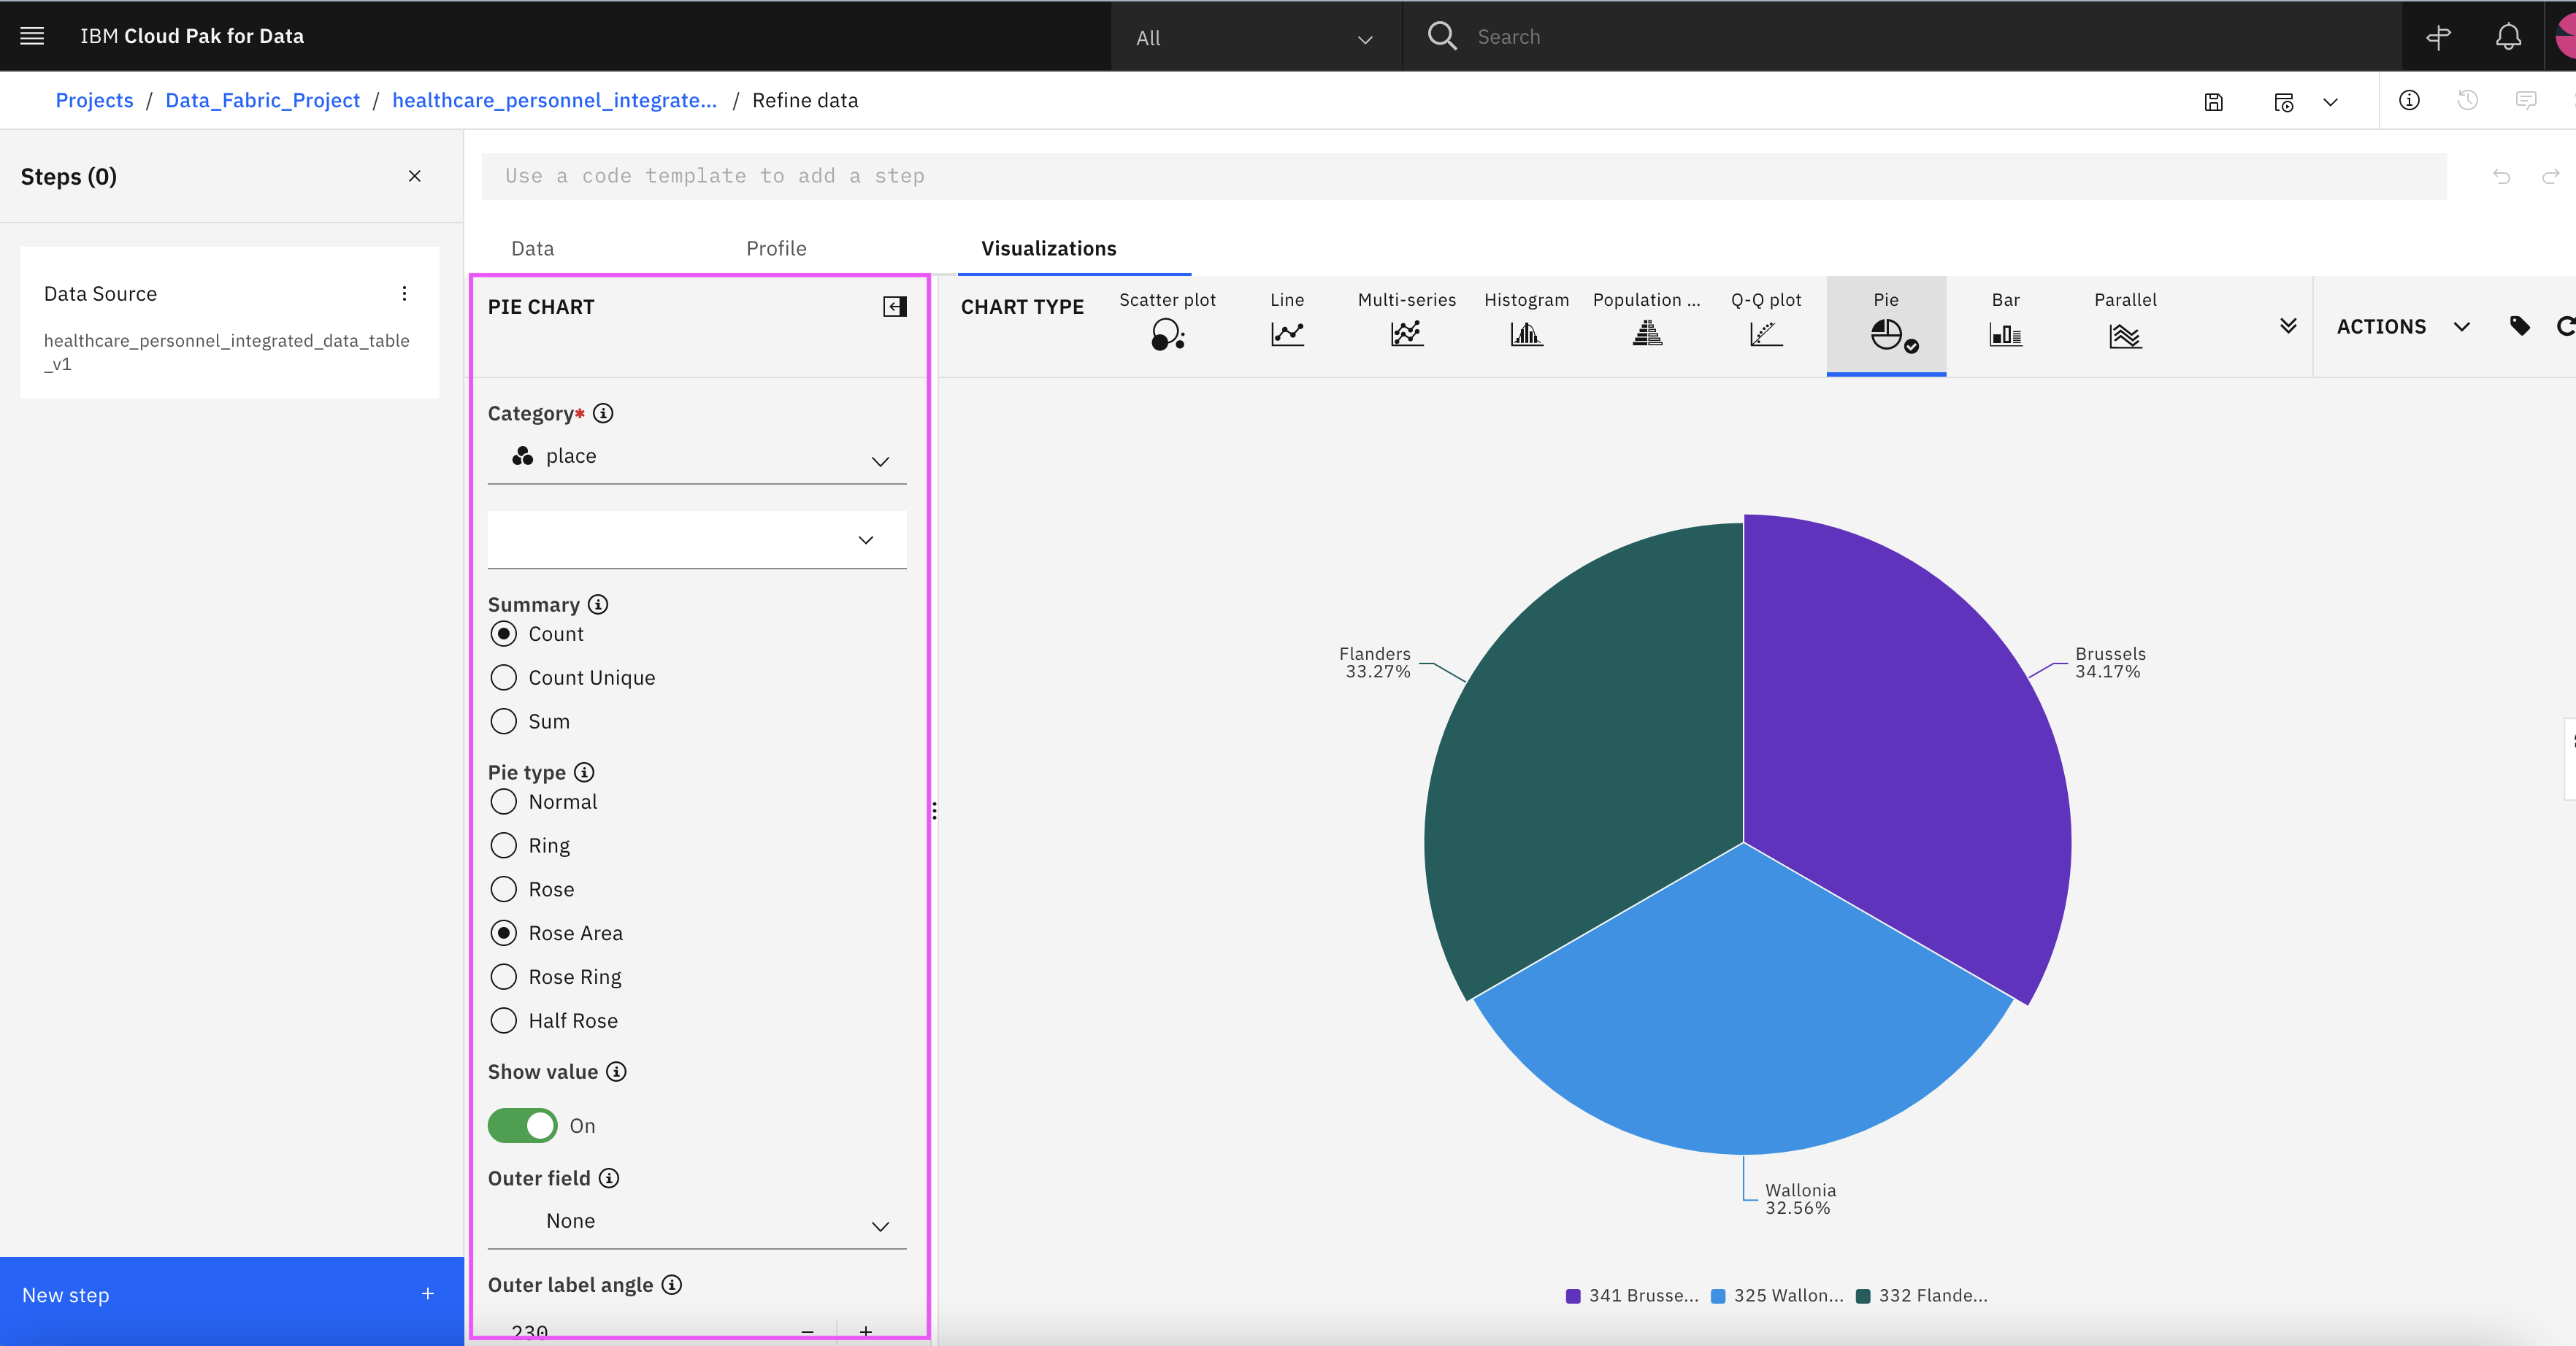 IBM Cloud Pak for Data
All
Search
Projects / Data_Fabric_Project / healthcare_personnel_integrate... / Refine data
Steps (0)
Use a code template to add a step
Data Source
healthcare_personnel_integrated_data_table
_v1
New step
Data
Profile
Visualizations
PIE CHART
Category*
place
Summary
Count
Count Unique
Sum
Pie type
Normal
Ring
Rose
Rose Area
Rose Ring
Half Rose
Show value
On
Outer field
None
Outer label angle
230
CHART TYPE
Scatter plot
Line
Multi-series
Histogram
Population ...
Q-Q plot
Pie
Bar
Parallel
ACTIONS
Flanders
33.27%
Brussels
34.17%
Wallonia
32.56%
341 Brusse...
325 Wallon...
332 Flande...